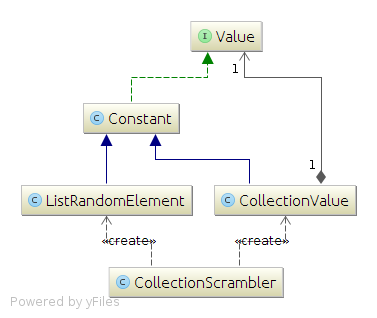 I Value
1
C Constant
1
C ListRandomElement
C CollectionValue
«create»
«create»
C CollectionScrambler
Powered by yFiles